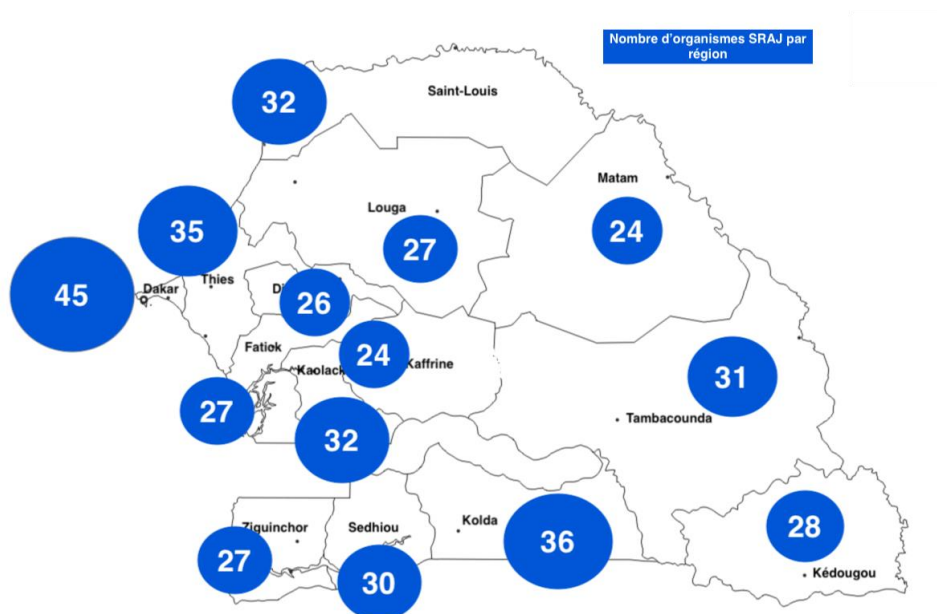 Nombre d'organismes SRAJ par
région
Saint-Louis
32
Matam
Louga
35
24
27
Thies
45
Dakar
26
Fatick
24
Kaffrine
Kaolack
31
27
Tambacounda
32
Ziguinchor
Sedhiou
Kolda
28
36
27
Kédougou
30